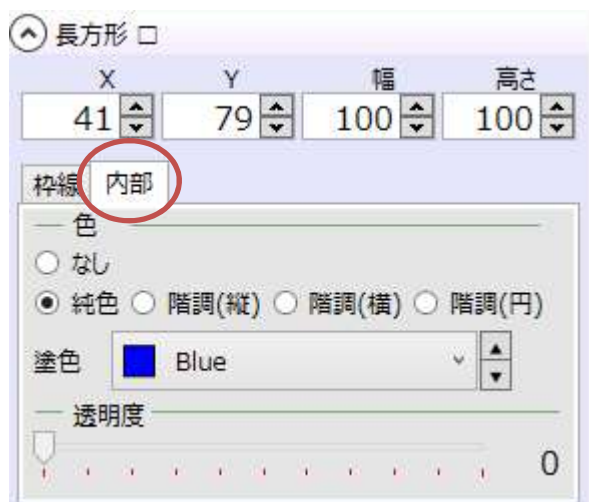 長方形 □
X Y 幅 高さ
41 79 100 100
枠線 内部
色
なし
純色 階調(縦) 階調(横) 階調(円)
塗色 Blue
透明度
0